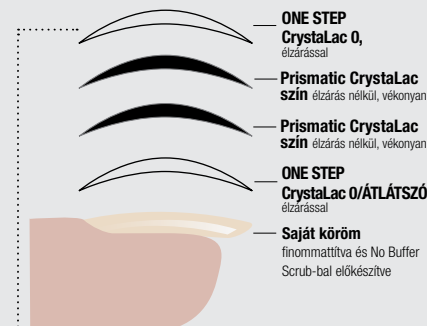 ONE STEP
CrystaLac 0,
élzárással
Prismatic CrystaLac
szín élzárás nélkül, vékonyan
Prismatic CrystaLac
szín élzárás nélkül, vékonyan
ONE STEP
CrystaLac 0/ÁTLÁTSZÓ
élzárással
Saját köröm
finommattítva és No Buffer
Scrub-bal előkészítve